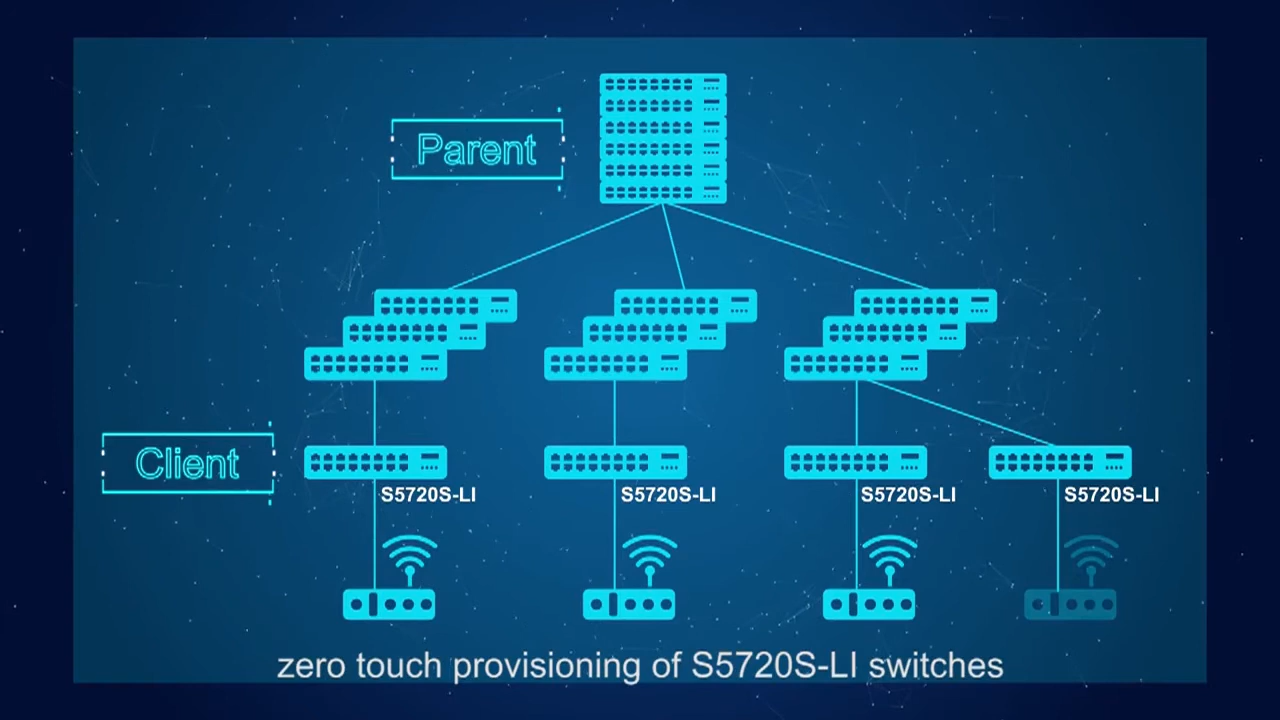 Parent
Client
S5720S-LI
S5720S-LI
S5720S-LI
S5720S-LI
zero touch provisioning of S5720S-LI switches